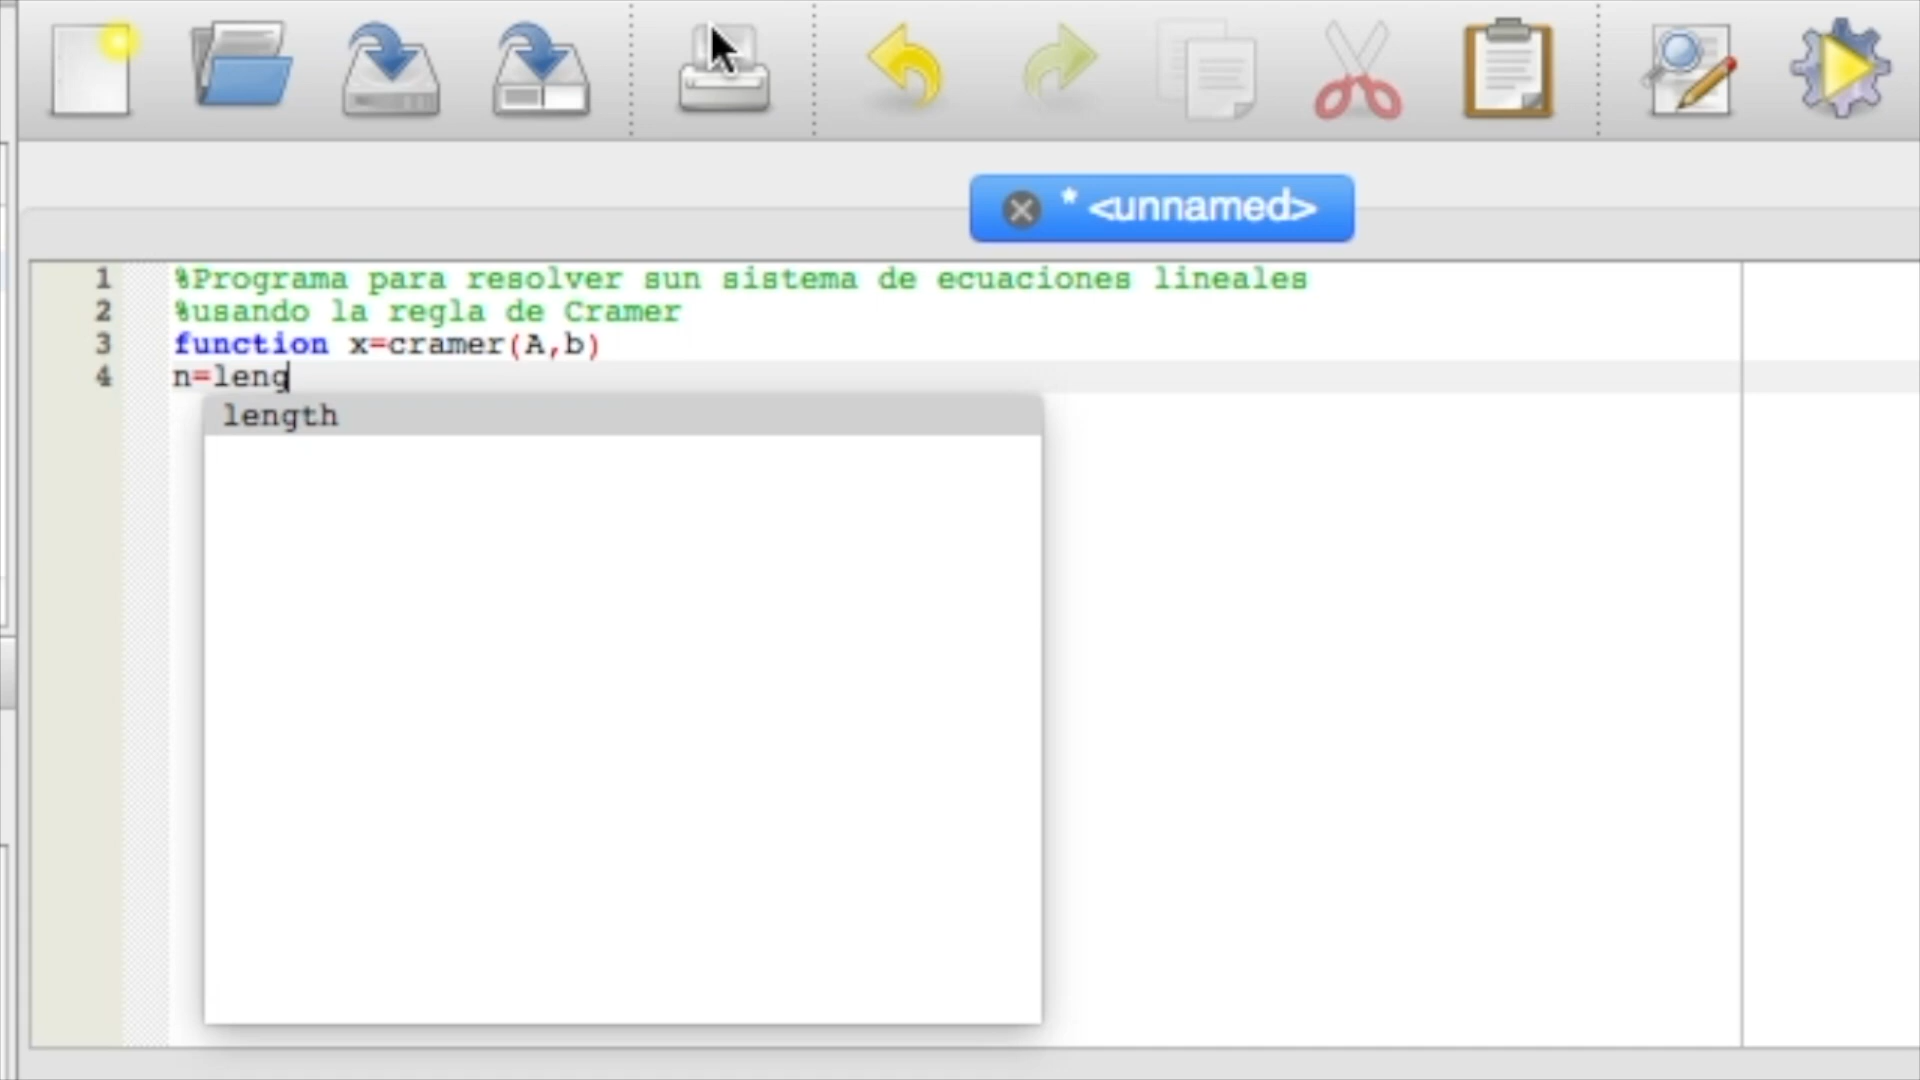 * <unnamed>
1 %Programa para resolver sun sistema de ecuaciones lineales
2 %usando la regla de Cramer
3 function x=cramer(A,b)
4 n=leng
length